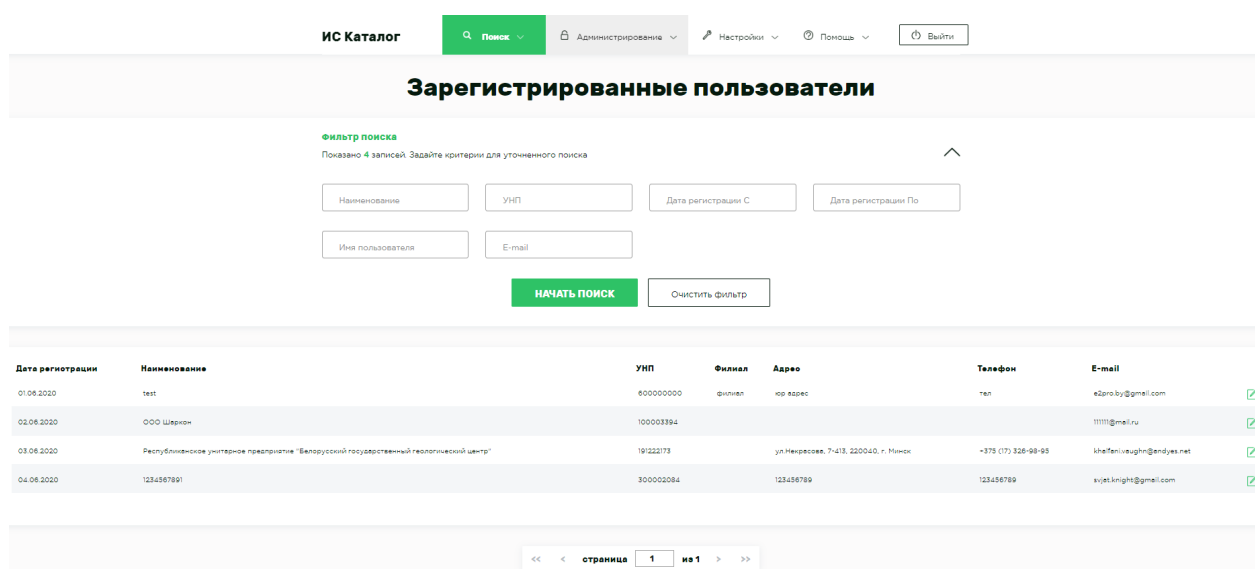 ИС Каталог Поиск Администрирование Настройки Помощь Выйти
Зарегистрированные пользователи
Фильтр поиска
Показано 4 записей. Задайте критерии для уточненного поиска
Наименование УНП Дата регистрации С Дата регистрации По
Имя пользователя E-mail
НАЧАТЬ ПОИСК Очистить фильтр
Дата регистрации Наименование УНП Филиал Адрес Телефон E-mail
01.06.2020 test 600000000 филиал юр адрес тел e2pro.by@gmail.com
02.06.2020 ООО Шаркон 100003394 111111@mail.ru
03.06.2020 Республиканское унитарное предприятие "Белорусский государственный геологический центр" 191222173 ул.Некрасова, 7-413, 220040, г. Минск +375 (17) 326-98-95 khalfani.vaughn@andyes.net
04.06.2020 1234567891 300002084 123456789 123456789 svjat.knight@gmail.com
<< < страница 1 из 1 > >>